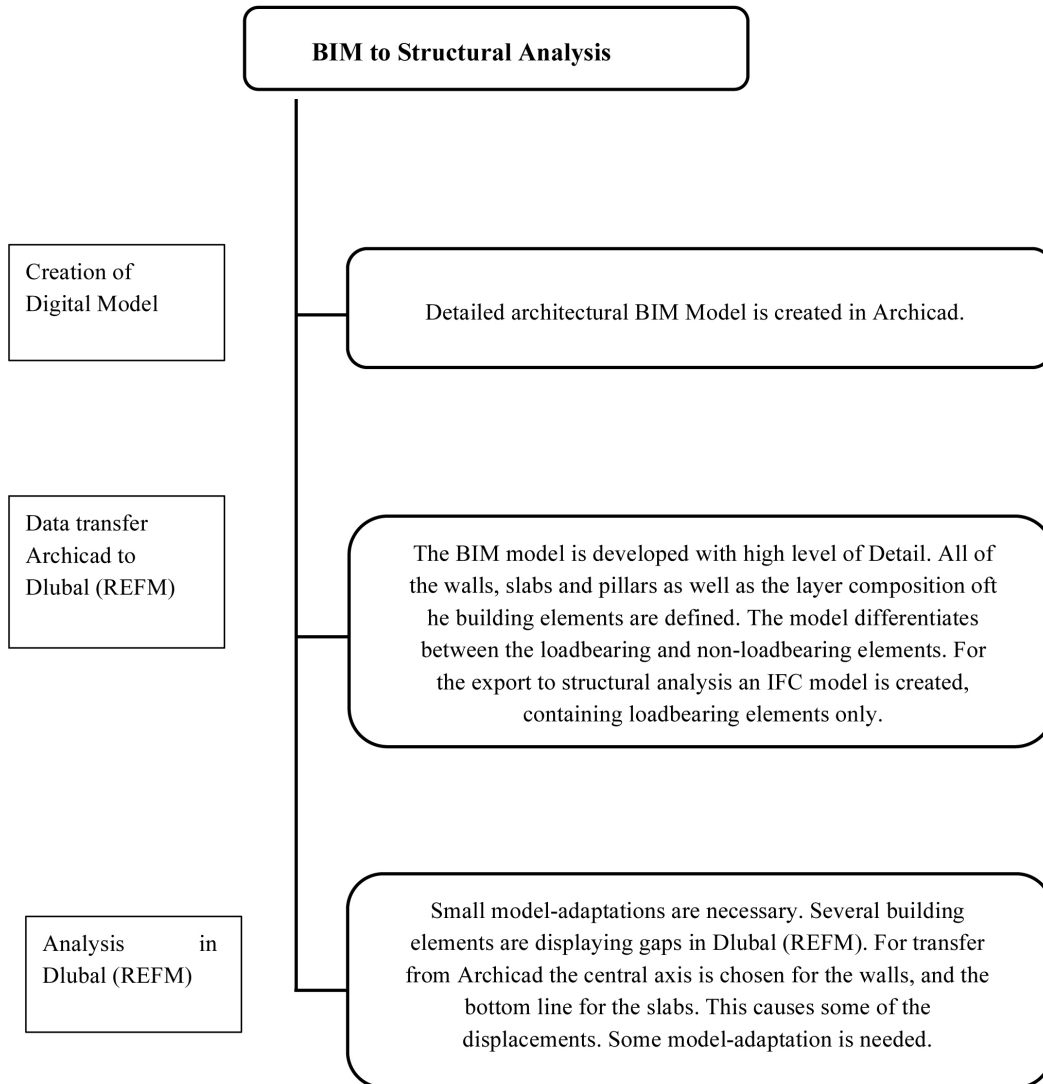 BIM to Structural Analysis
Creation of
Digital Model
Detailed architectural BIM Model is created in Archicad.
Data transfer
Archicad to
Dlubal (REFM)
The BIM model is developed with high level of Detail. All of
the walls, slabs and pillars as well as the layer composition oft
he building elements are defined. The model differentiates
between the loadbearing and non-loadbearing elements. For
the export to structural analysis an IFC model is created,
containing loadbearing elements only.
Analysis in
Dlubal (REFM)
Small model-adaptations are necessary. Several building
elements are displaying gaps in Dlubal (REFM). For transfer
from Archicad the central axis is chosen for the walls, and the
bottom line for the slabs. This causes some of the
displacements. Some model-adaptation is needed.